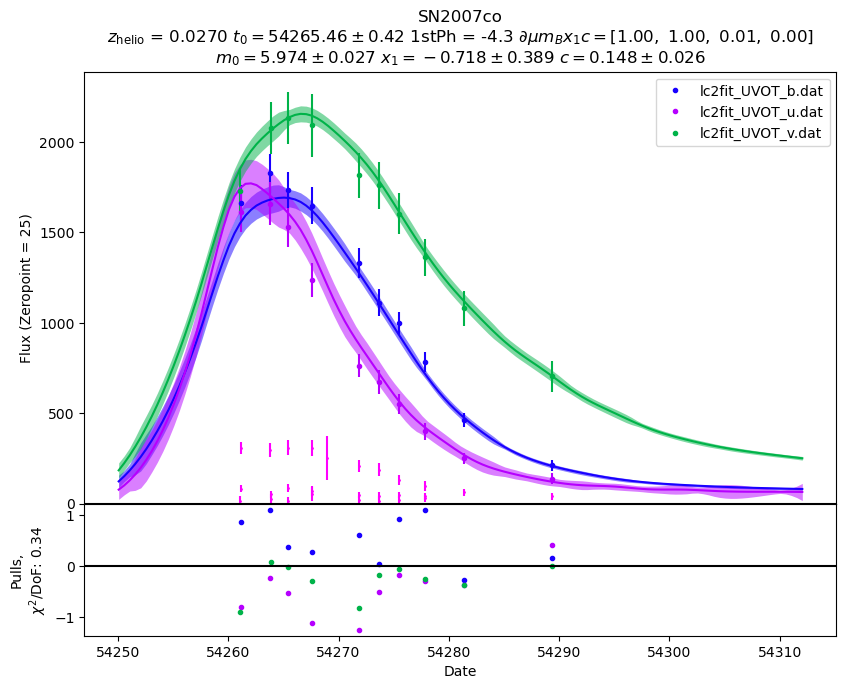 SN2007co
z_helio = 0.0270 t_0 = 54265.46 ± 0.42 1stPh = -4.3 ∂μm_Bx_1c = [1.00, 1.00, 0.01, 0.00]
m_0 = 5.974 ± 0.027 x_1 = −0.718 ± 0.389 c = 0.148 ± 0.026
lc2fit_UVOT_b.dat
lc2fit_UVOT_u.dat
lc2fit_UVOT_v.dat
Flux (Zeropoint = 25)
2000
1500
1000
500
0
Pulls,
χ²/DoF: 0.34
1
0
−1
54250 54260 54270 54280 54290 54300 54310
Date